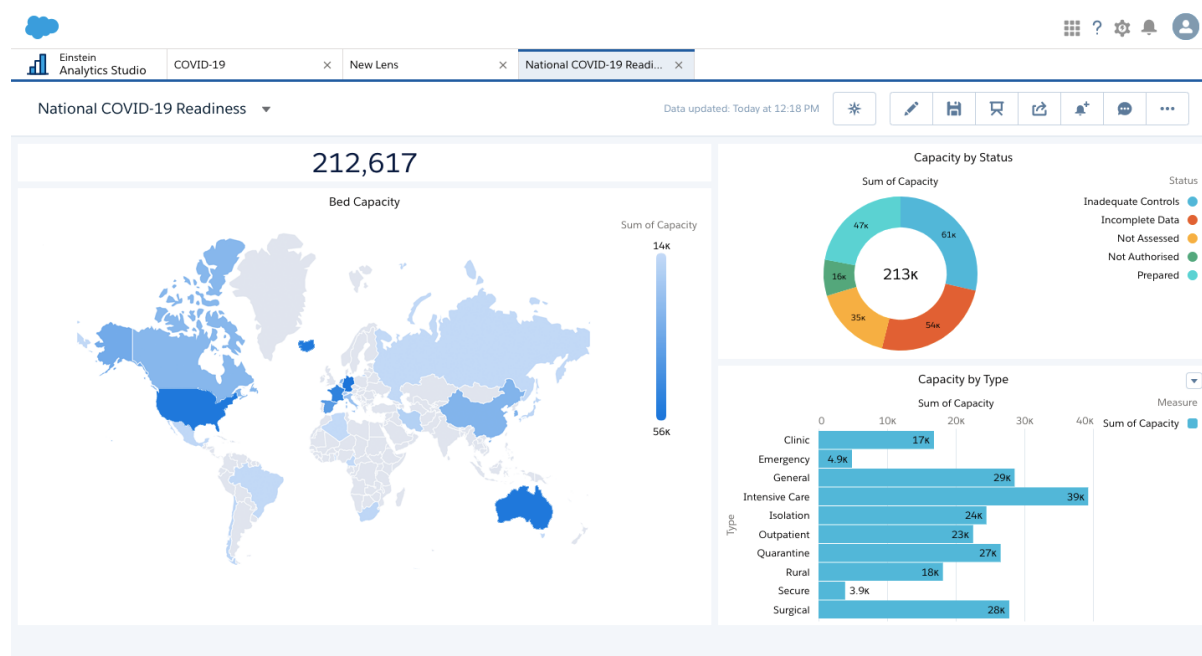 Einstein
Analytics Studio
COVID-19
New Lens
National COVID-19 Readi...
National COVID-19 Readiness
Data updated: Today at 12:18 PM
212,617
Bed Capacity
Sum of Capacity
14K
56K
Capacity by Status
Sum of Capacity
Status
Inadequate Controls
Incomplete Data
Not Assessed
Not Authorised
Prepared
47K
61K
16K
213K
35K
54K
Capacity by Type
Sum of Capacity
Measure
Sum of Capacity
0 10K 20K 30K 40K
Type
Clinic 17K
Emergency 4.9K
General 29K
Intensive Care 39K
Isolation 24K
Outpatient 23K
Quarantine 27K
Rural 18K
Secure 3.9K
Surgical 28K